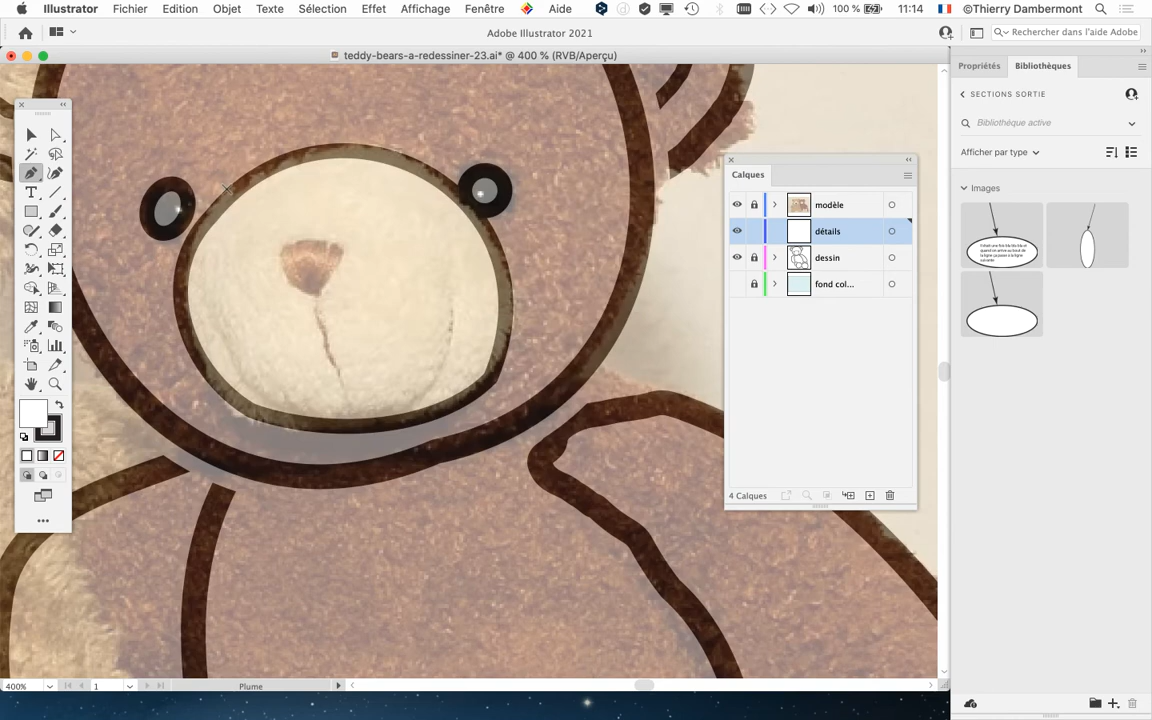 Illustrator Fichier Edition Objet Texte Sélection Effet Affichage Fenêtre Aide 100 % 11:14 ©Thierry Dambermont
Adobe Illustrator 2021
Rechercher dans l'aide Adobe
teddy-bears-a-redessiner-23.ai* @ 400 % (RVB/Aperçu)
Propriétés Bibliothèques
SECTIONS SORTIE
Bibliothèque active
Afficher par type
Images
Calques
modèle
détails
dessin
fond col...
4 Calques
400% 1 Plume